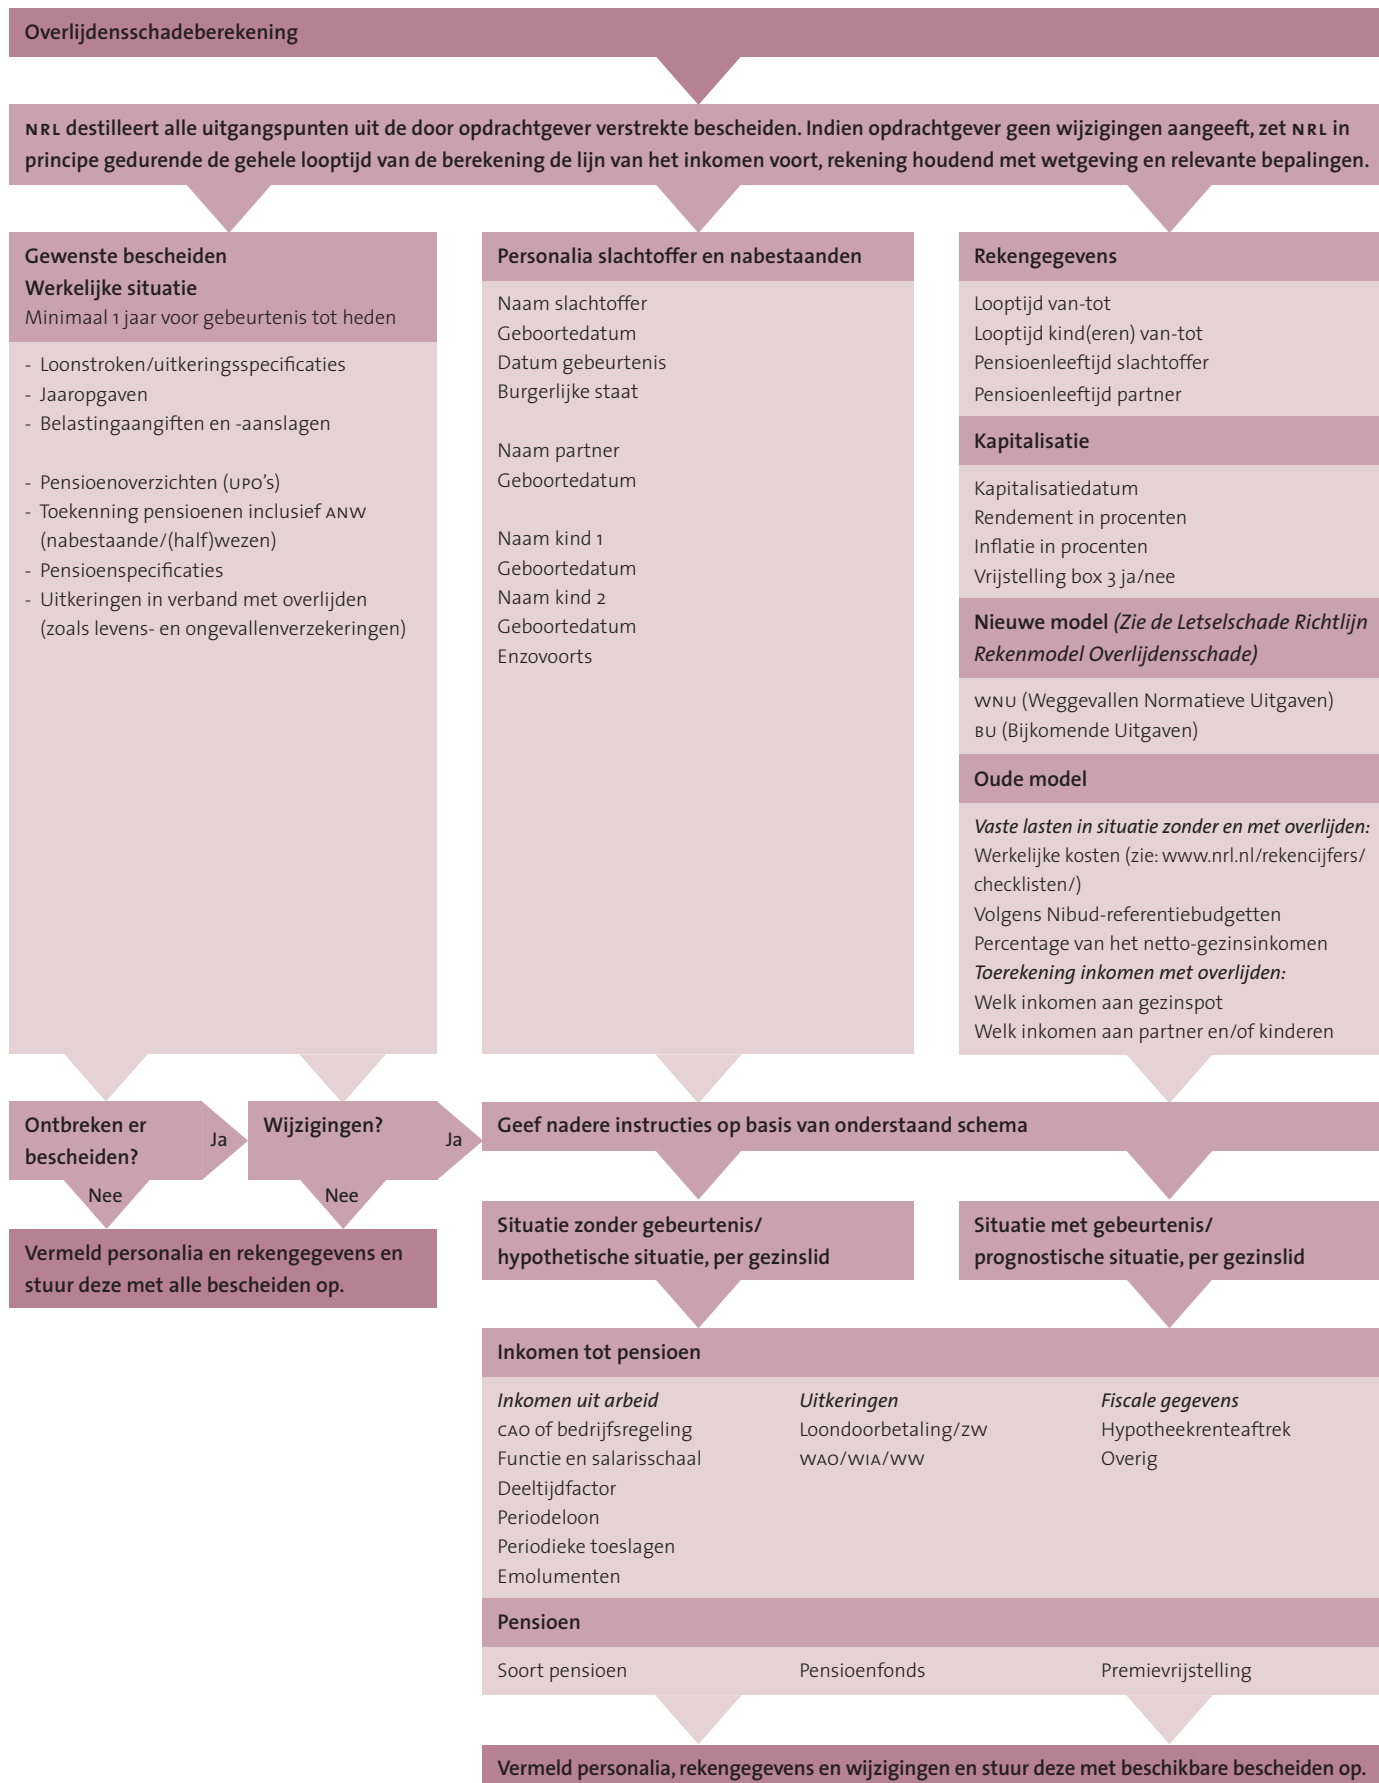 Overlijdensschadeberekening
NRL destilleert alle uitgangspunten uit de door opdrachtgever verstrekte bescheiden. Indien opdrachtgever geen wijzigingen aangeeft, zet NRL in
principe gedurende de gehele looptijd van de berekening de lijn van het inkomen voort, rekening houdend met wetgeving en relevante bepalingen.
Gewenste bescheiden
Werkelijke situatie
Minimaal 1 jaar voor gebeurtenis tot heden
- Loonstroken/uitkeringsspecificaties
- Jaaropgaven
- Belastingaangiften en -aanslagen
- Pensioenoverzichten (UPO's)
- Toekenning pensioenen inclusief ANW
(nabestaande/(half)wezen)
- Pensioenspecificaties
- Uitkeringen in verband met overlijden
(zoals levens- en ongevallenverzekeringen)
Personalia slachtoffer en nabestaanden
Naam slachtoffer
Geboortedatum
Datum gebeurtenis
Burgerlijke staat
Naam partner
Geboortedatum
Naam kind 1
Geboortedatum
Naam kind 2
Geboortedatum
Enzovoorts
Rekengegevens
Looptijd van-tot
Looptijd kind(eren) van-tot
Pensioenleeftijd slachtoffer
Pensioenleeftijd partner
Kapitalisatie
Kapitalisatiedatum
Rendement in procenten
Inflatie in procenten
Vrijstelling box 3 ja/nee
Nieuwe model (Zie de Letselschade Richtlijn
Rekenmodel Overlijdensschade)
WNU (Weggevallen Normatieve Uitgaven)
BU (Bijkomende Uitgaven)
Oude model
Vaste lasten in situatie zonder en met overlijden:
Werkelijke kosten (zie: www.nrl.nl/rekencijfers/
checklisten/)
Volgens Nibud-referentiebudgetten
Percentage van het netto-gezinsinkomen
Toerekening inkomen met overlijden:
Welk inkomen aan gezinspot
Welk inkomen aan partner en/of kinderen
Ontbreken er
bescheiden?
Ja
Nee
Wijzigingen?
Ja
Nee
Vermeld personalia en rekengegevens en
stuur deze met alle bescheiden op.
Geef nadere instructies op basis van onderstaand schema
Situatie zonder gebeurtenis/
hypothetische situatie, per gezinslid
Situatie met gebeurtenis/
prognostische situatie, per gezinslid
Inkomen tot pensioen
Inkomen uit arbeid
CAO of bedrijfsregeling
Functie en salarisschaal
Deeltijdfactor
Periodeloon
Periodieke toeslagen
Emolumenten
Uitkeringen
Loondoorbetaling/ZW
WAO/WIA/WW
Fiscale gegevens
Hypotheekrenteaftrek
Overig
Pensioen
Soort pensioen
Pensioenfonds
Premievrijstelling
Vermeld personalia, rekengegevens en wijzigingen en stuur deze met beschikbare bescheiden op.